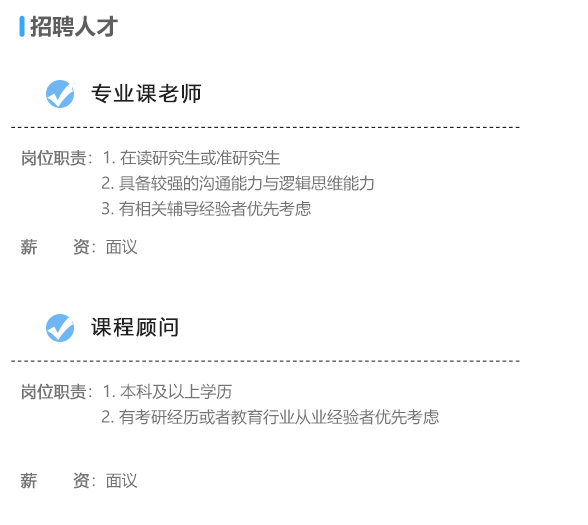 招聘人才
专业课老师
岗位职责：1. 在读研究生或准研究生
2. 具备较强的沟通能力与逻辑思维能力
3. 有相关辅导经验者优先考虑
薪 资：面议
课程顾问
岗位职责：1. 本科及以上学历
2. 有考研经历或者教育行业从业经验者优先考虑
薪 资：面议